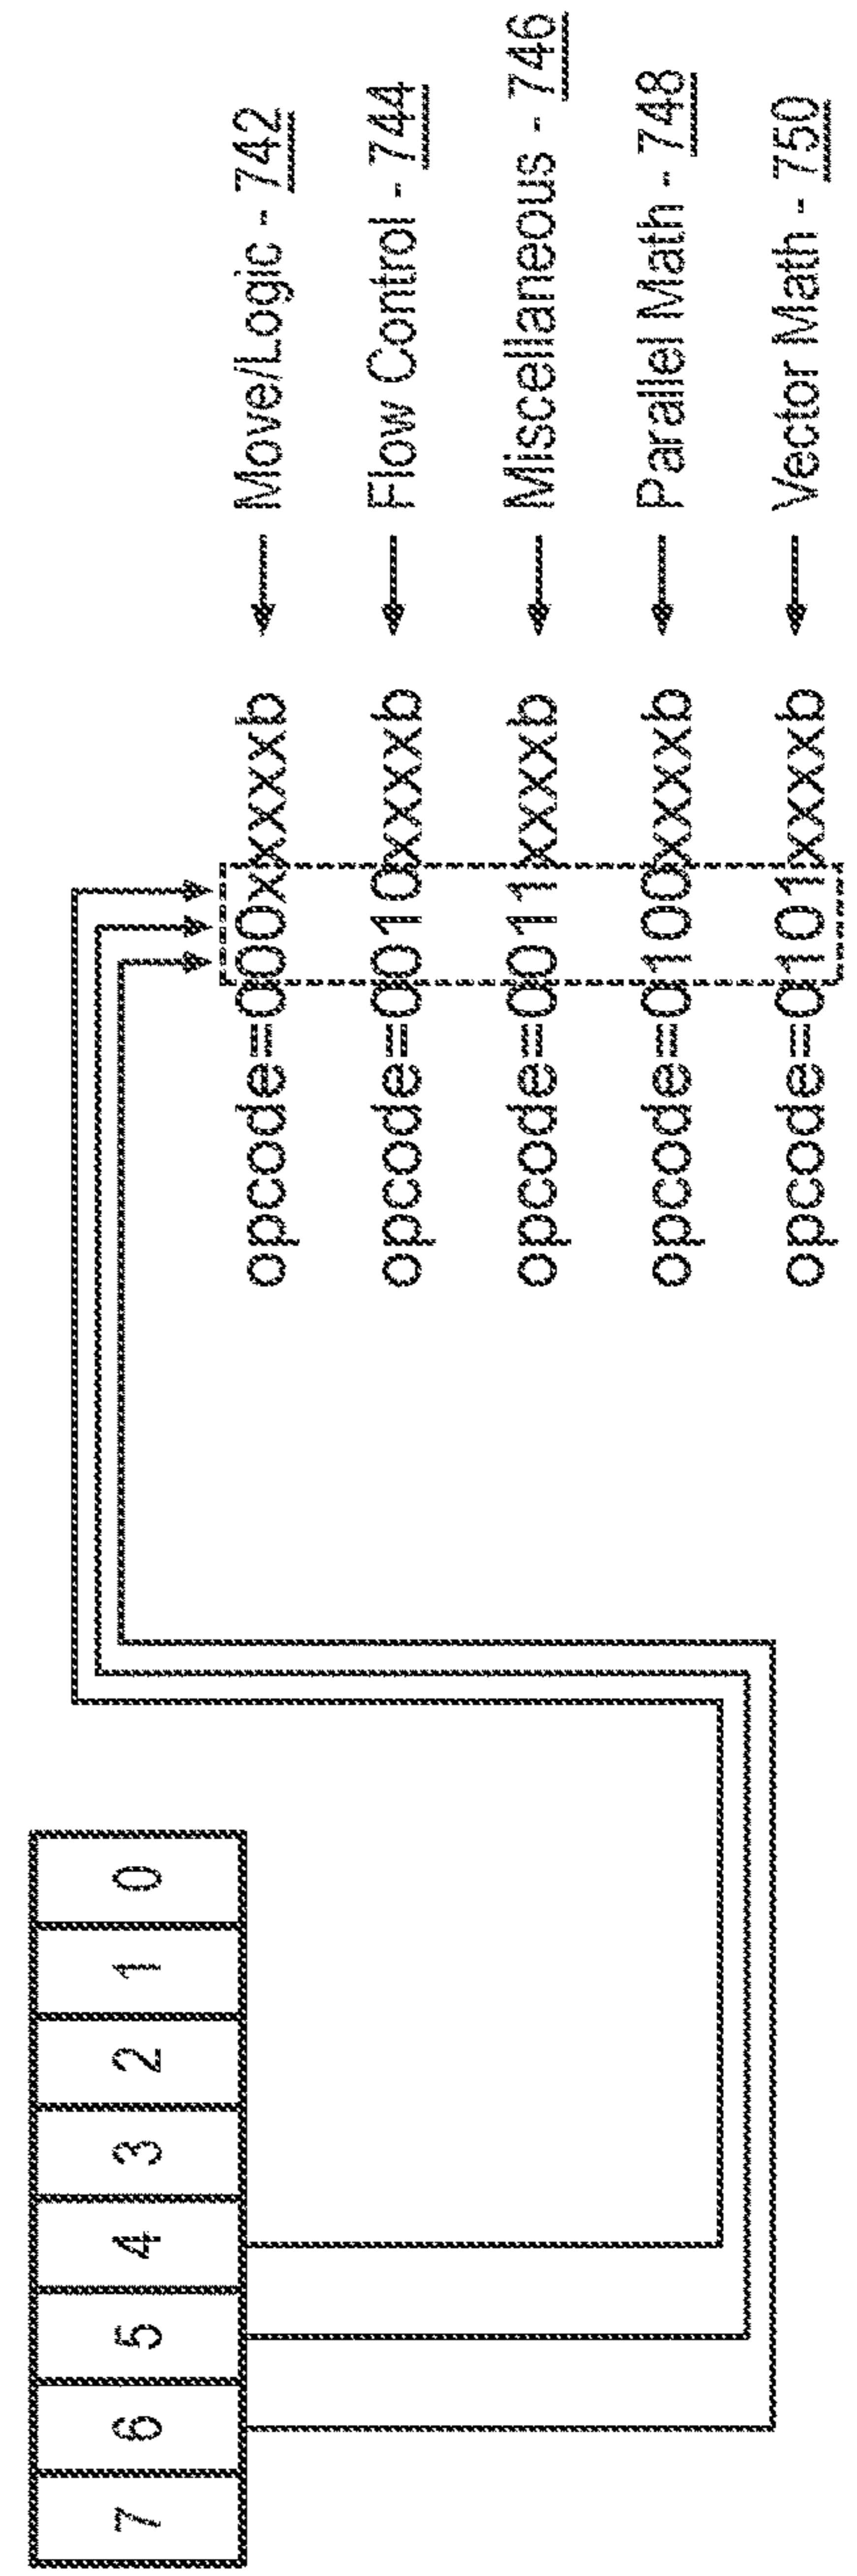 7 6 5 4 3 2 1 0
opcode=000xxxxxb ← Move/Logic - 742
opcode=0010xxxxb ← Flow Control - 744
opcode=0011xxxxb ← Miscellaneous - 746
opcode=0100xxxxb ← Parallel Math - 748
opcode=0101xxxxb ← Vector Math - 750